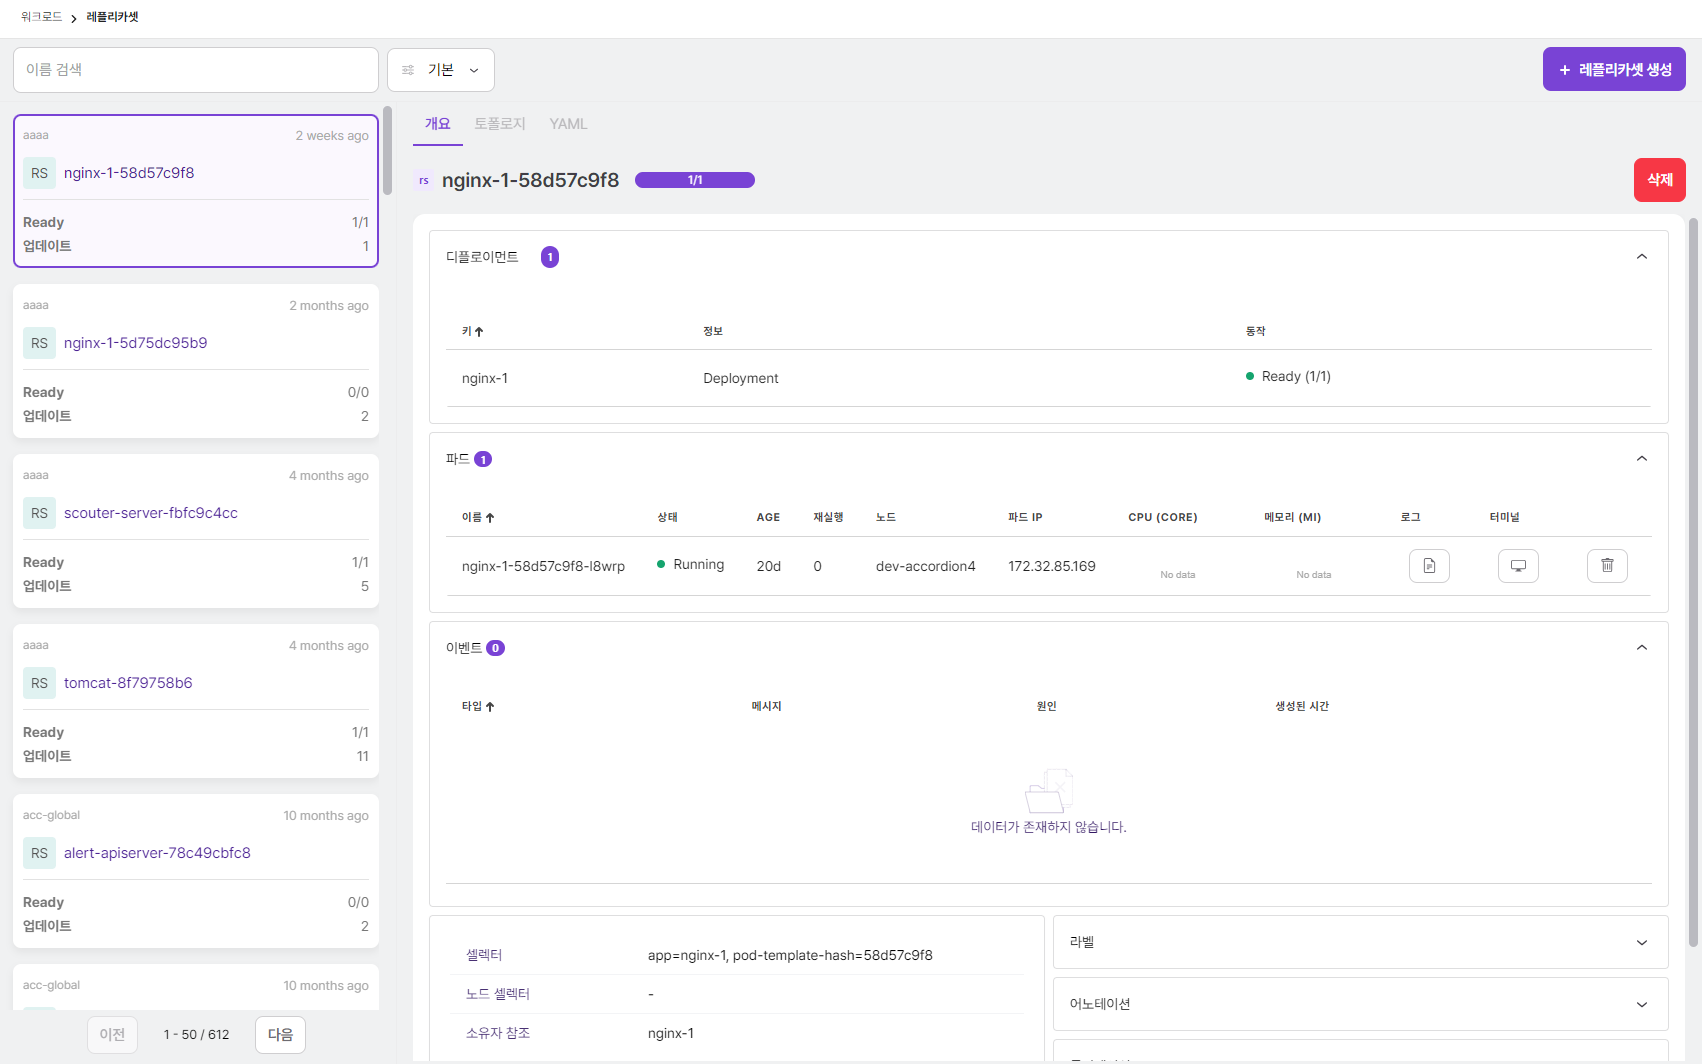 워크로드 > 레플리카셋
이름 검색
기본
+ 레플리카셋 생성
aaaa 2 weeks ago
RS nginx-1-58d57c9f8
Ready 1/1
업데이트 1
aaaa 2 months ago
RS nginx-1-5d75dc95b9
Ready 0/0
업데이트 2
aaaa 4 months ago
RS scouter-server-fbfc9c4cc
Ready 1/1
업데이트 5
aaaa 4 months ago
RS tomcat-8f79758b6
Ready 1/1
업데이트 11
acc-global 10 months ago
RS alert-apiserver-78c49cbfc8
Ready 0/0
업데이트 2
acc-global 10 months ago
이전 1 - 50 / 612 다음
개요 토폴로지 YAML
rs nginx-1-58d57c9f8 1/1
삭제
디플로이먼트 1
키 정보 동작
nginx-1 Deployment Ready (1/1)
파드 1
이름 상태 AGE 재실행 노드 파드 IP CPU (CORE) 메모리 (MI) 로그 터미널
nginx-1-58d57c9f8-l8wrp Running 20d 0 dev-accordion4 172.32.85.169 No data No data
이벤트 0
타입 메시지 원인 생성된 시간
데이터가 존재하지 않습니다.
셀렉터 app=nginx-1, pod-template-hash=58d57c9f8
노드 셀렉터 -
소유자 참조 nginx-1
라벨
어노테이션